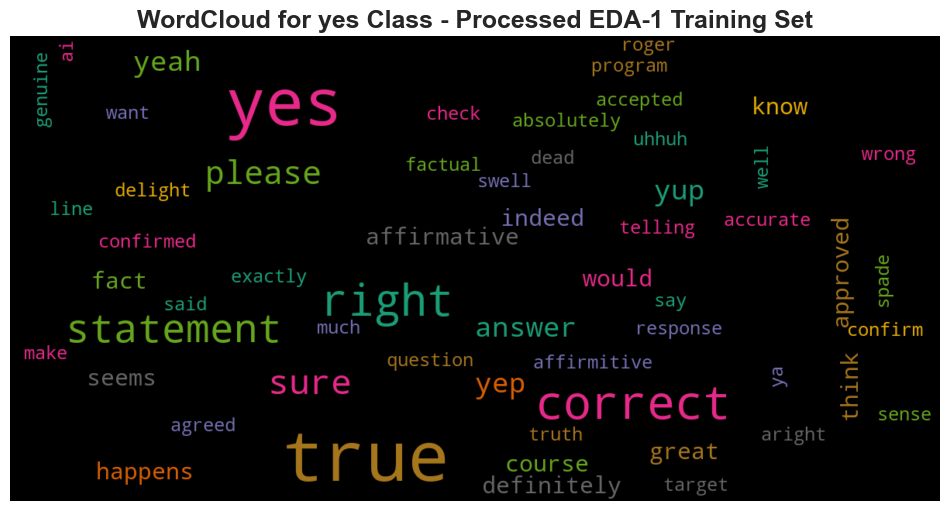 WordCloud for yes Class - Processed EDA-1 Training Set
genuine
ai
yeah
roger
program
want
yes
check
accepted
absolutely
know
uhhuh
please
factual
dead
well
wrong
delight
swell
yup
line
indeed
telling
accurate
confirmed
affirmative
approved
fact
exactly
would
spade
said
right
say
statement
much
answer
response
confirm
make
question
affirmitive
seems
sure
yep
ya
think
correct
sense
agreed
true
truth
aright
happens
course
great
definitely
target